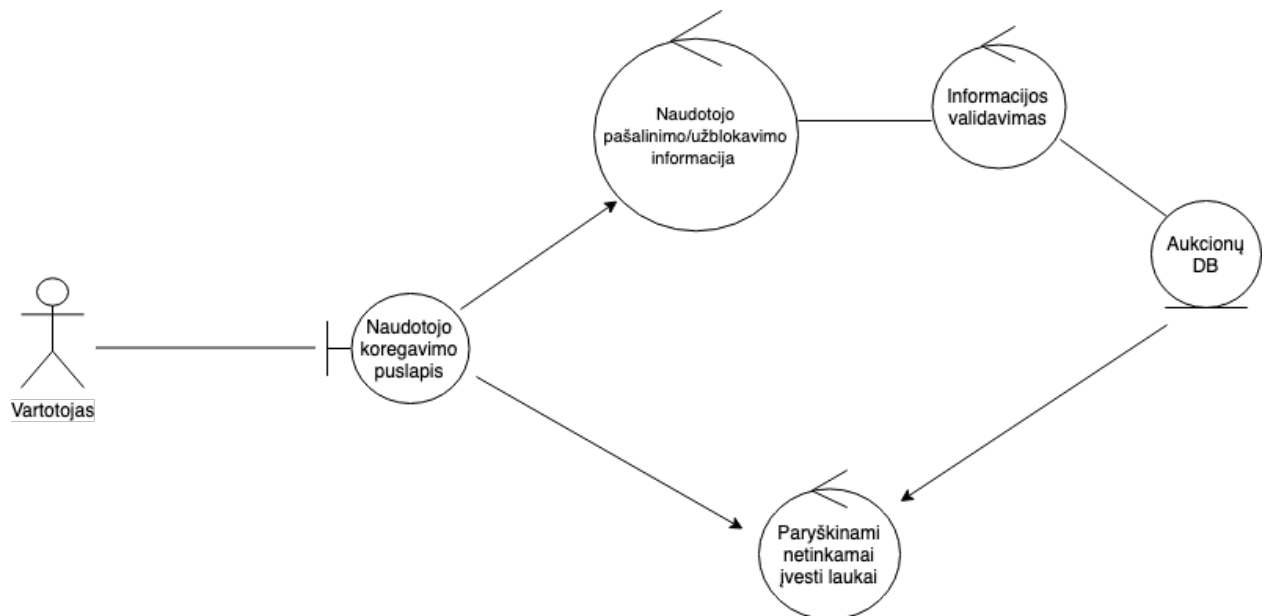 Naudotojo
pašalinimo/užblokavimo
informacija
Informacijos
validavimas
Aukcionų
DB
Naudotojo
koregavimo
puslapis
Vartotojas
Paryškinami
netinkamai
įvesti laukai